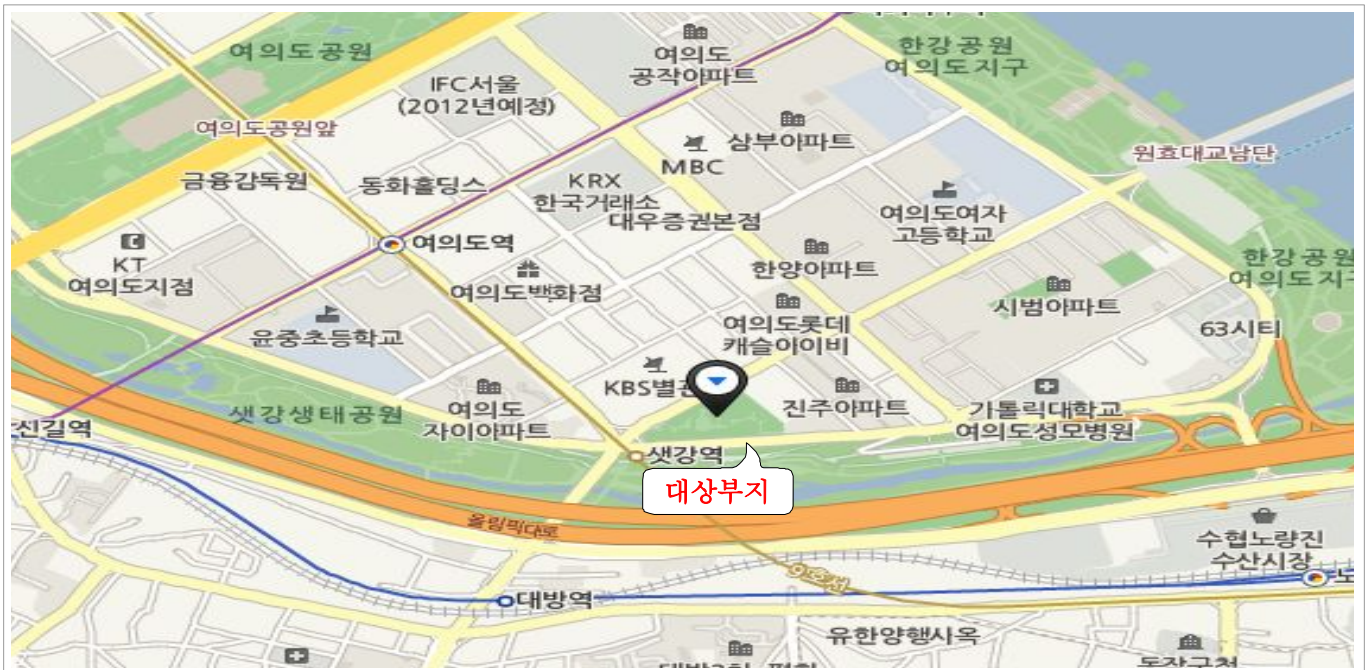 여의도공원
여의도
공작아파트
한강공원
여의도지구
IFC서울
(2012년예정)
여의도공원앞
삼부아파트
MBC
원효대교남단
금융감독원
동화홀딩스
KRX
한국거래소
대우증권본점
여의도여자
고등학교
여의도역
KT
여의도지점
한양아파트
한강공원
여의도지
여의도백화점
시범아파트
윤중초등학교
여의도롯데
캐슬아이비
63시티
KBS별관
여의도
자이아파트
진주아파트
가톨릭대학교
여의도성모병원
샛강생태공원
신길역
샛강역
대상부지
올림픽대로
수협노량진
수산시장
9호선
노
대방역
유한양행사옥
동작구청